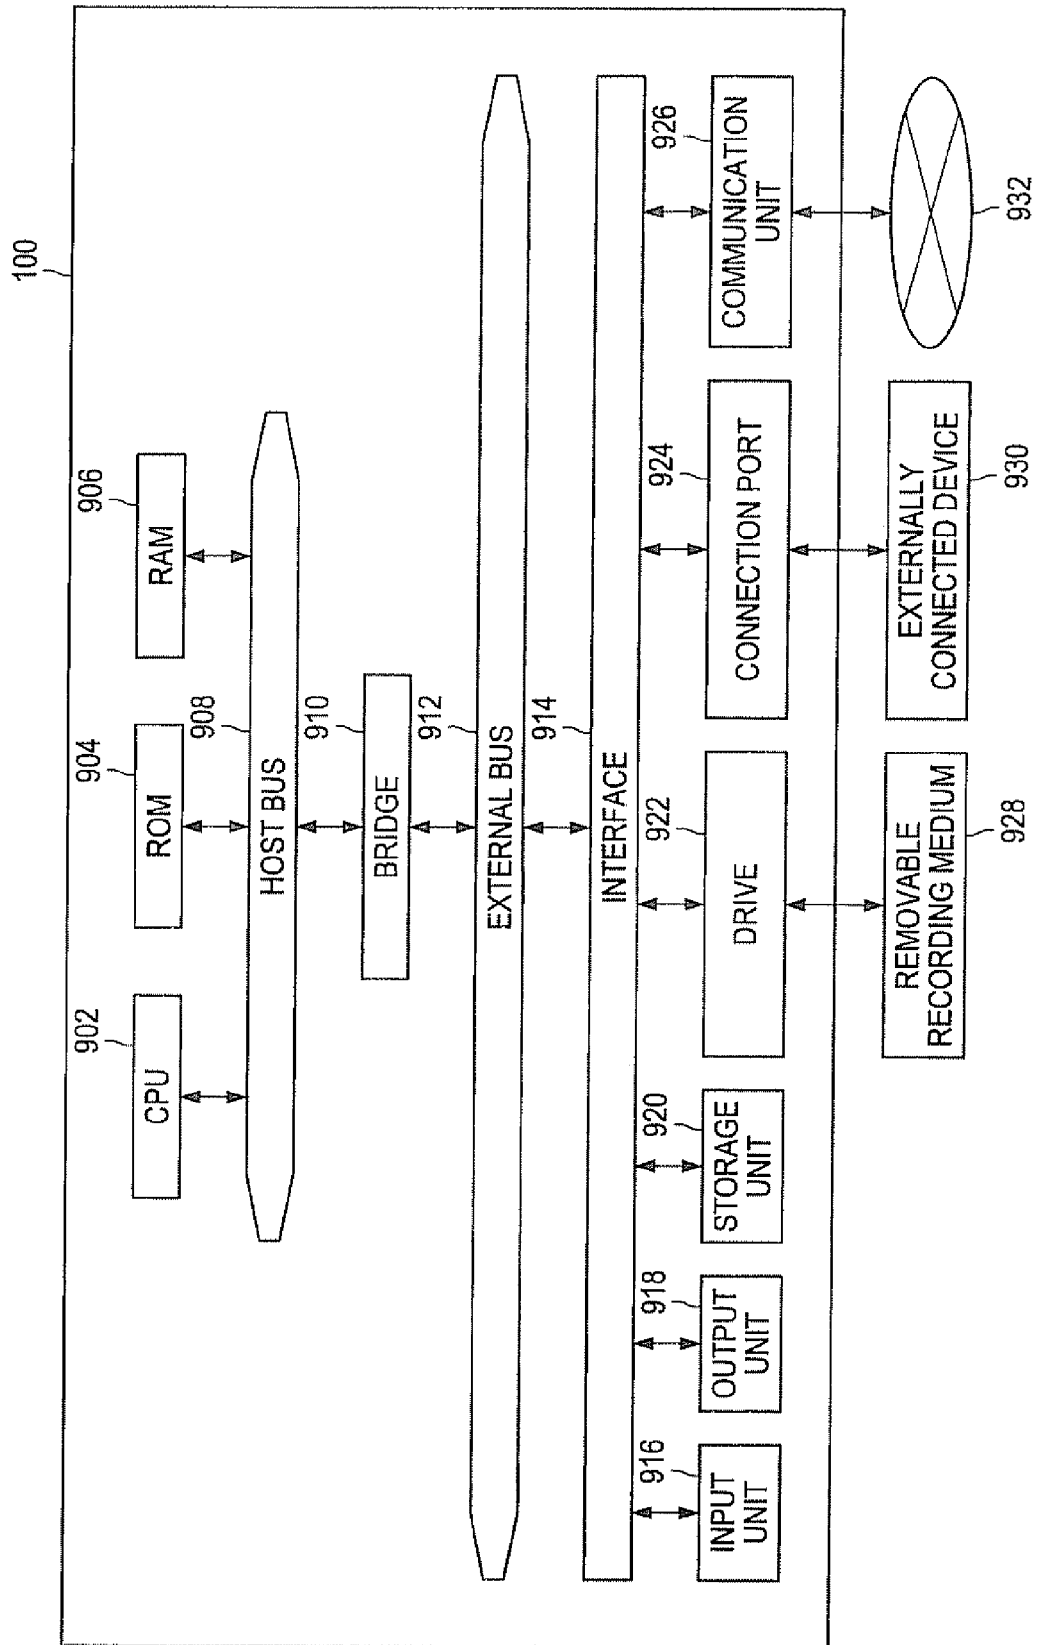 100
902
CPU
904
ROM
906
RAM
908
HOST BUS
910
BRIDGE
912
EXTERNAL BUS
914
INTERFACE
916
INPUT
UNIT
918
OUTPUT
UNIT
920
STORAGE
UNIT
922
DRIVE
924
CONNECTION PORT
926
COMMUNICATION
UNIT
REMOVABLE
RECORDING MEDIUM
928
EXTERNALLY
CONNECTED DEVICE
930
932